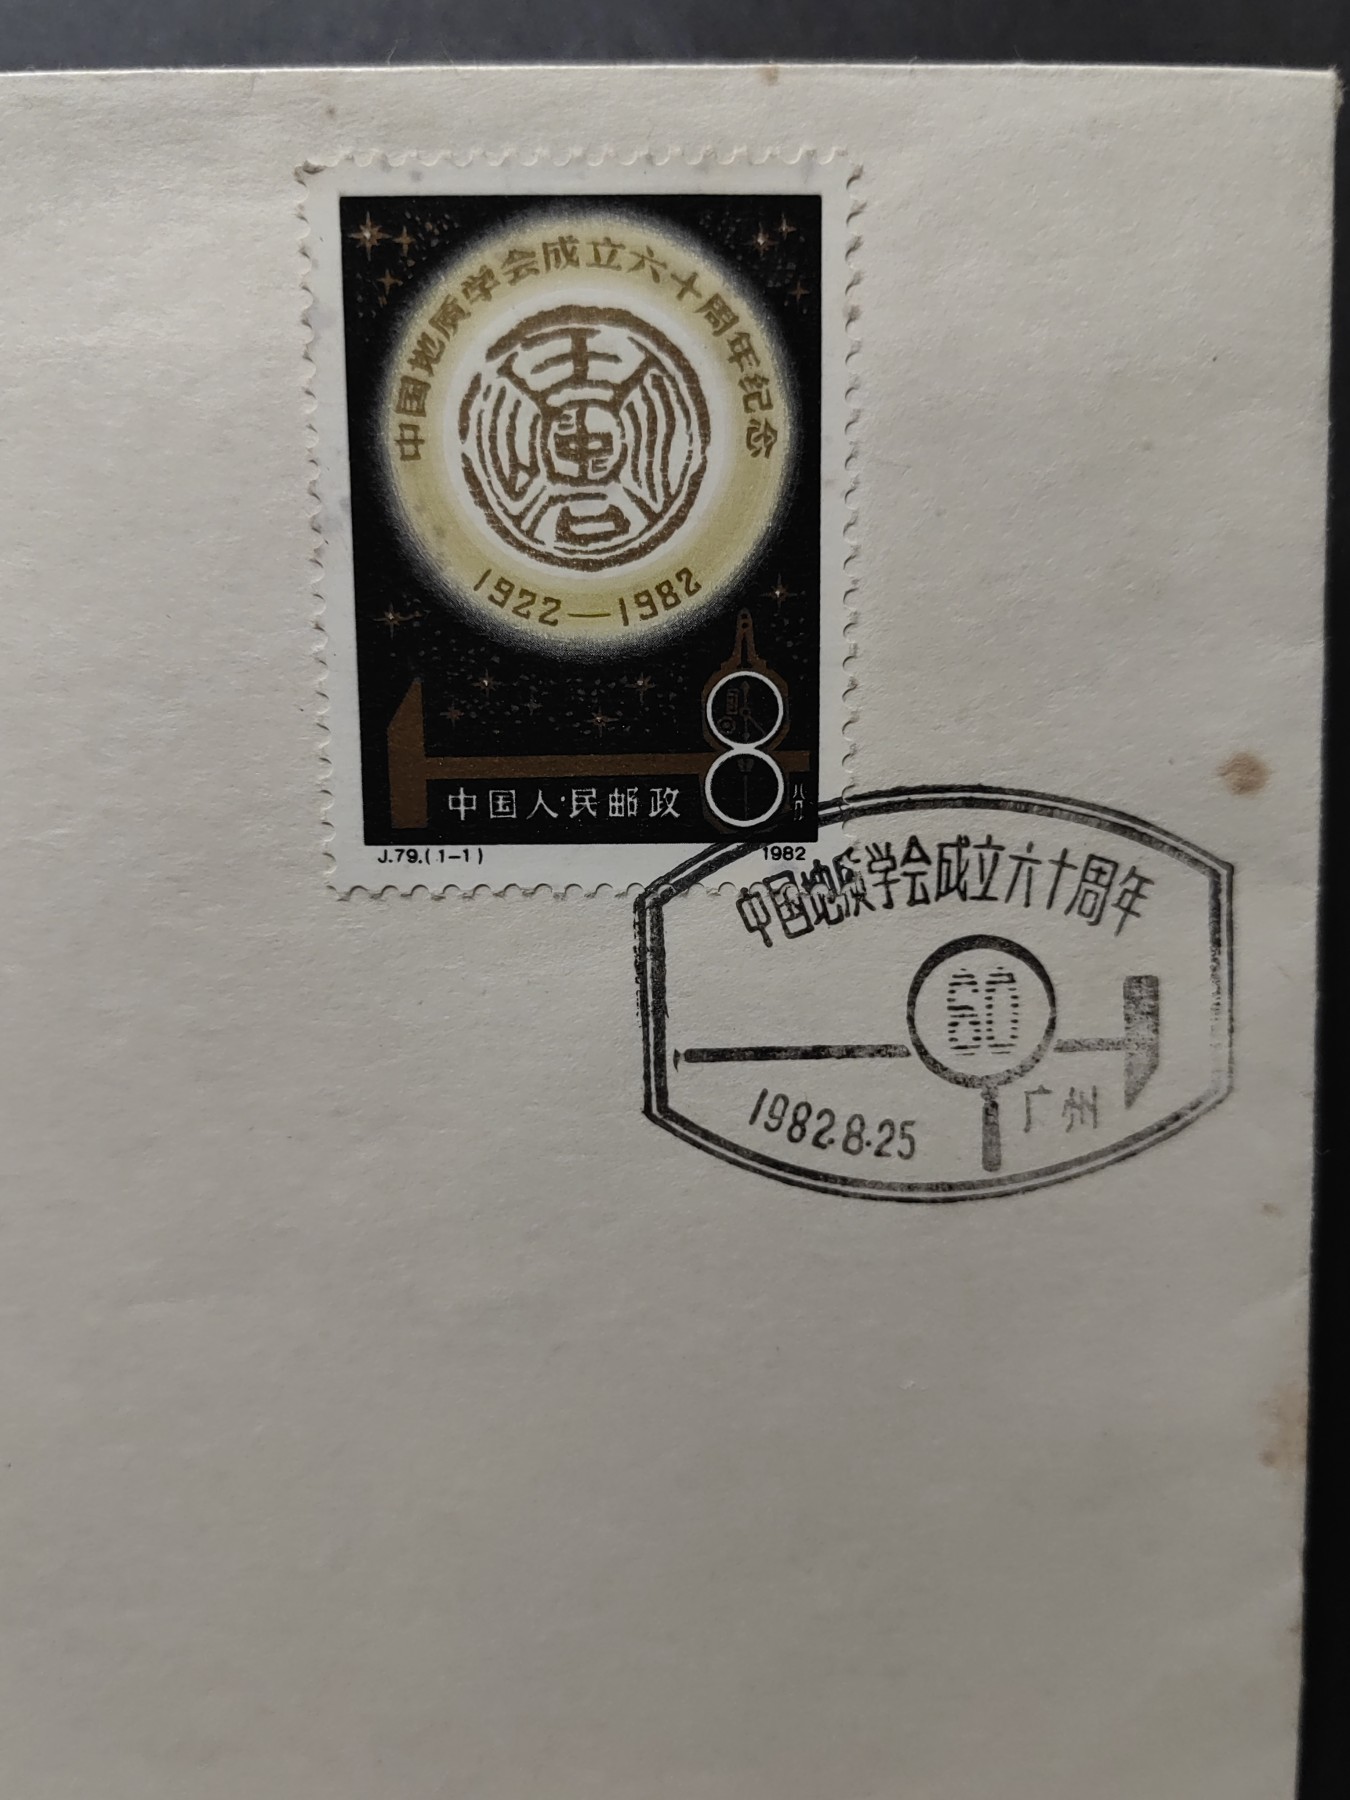 中国地质学会成立六十周年纪念
1922—1982
8
八分
中国人民邮政
J.79.(1-1)
1982
中国地质学会成立六十周年
60
1982.8.25
广州